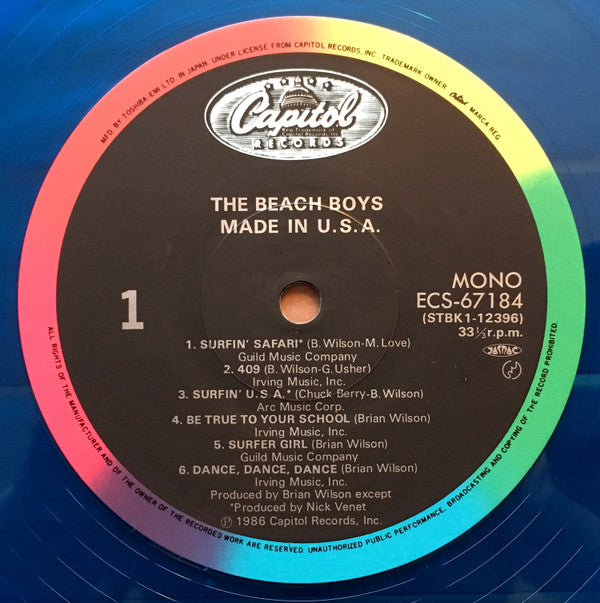 MFD. BY TOSHIBA-EMI LTD. IN JAPAN. UNDER LICENSE FROM CAPITOL RECORDS, INC., TRADEMARK OWNER Capitol MARCA REG.
Capitol
RECORDS
THE BEACH BOYS
MADE IN U.S.A.
1
MONO
ECS-67184
(STBK1-12396)
33⅓r.p.m.
JASRAC
1. SURFIN' SAFARI* (B. Wilson-M. Love)
Guild Music Company
2. 409 (B. Wilson-G. Usher)
Irving Music, Inc.
3. SURFIN' U.S.A.* (Chuck Berry-B. Wilson)
Arc Music Corp.
4. BE TRUE TO YOUR SCHOOL (Brian Wilson)
Irving Music, Inc.
5. SURFER GIRL (Brian Wilson)
Guild Music Company
6. DANCE, DANCE, DANCE (Brian Wilson)
Irving Music, Inc.
Produced by Brian Wilson except
*Produced by Nick Venet
℗ 1986 Capitol Records, Inc.
ALL RIGHTS OF THE MANUFACTURER AND OF THE OWNER OF THE RECORDED WORK ARE RESERVED. UNAUTHORIZED PUBLIC PERFORMANCE, BROADCASTING AND COPYING OF THE RECORD PROHIBITED.